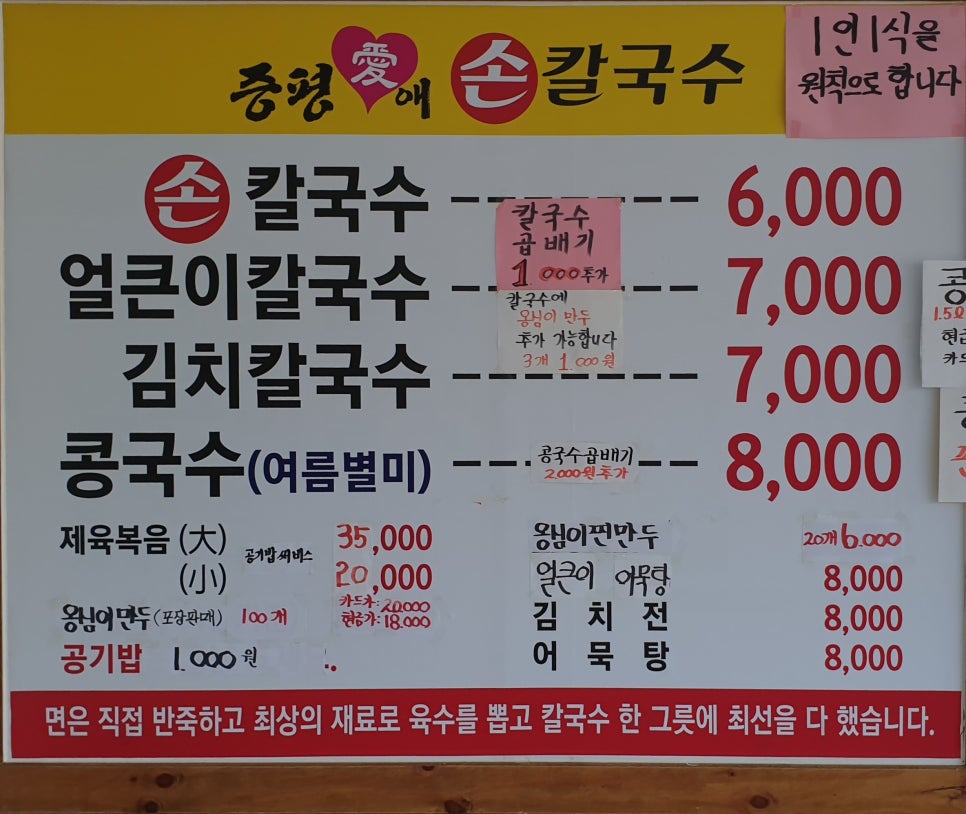 증평愛애 손칼국수
1인1식을
원칙으로 합니다
손 칼국수 6,000
칼국수
곱배기
1.000추가
얼큰이칼국수 7,000
칼국수에
옹심이 만두
추가 가능합니다
3개 1.000원
김치칼국수 7,000
콩국수(여름별미) 8,000
콩국수곱배기
2.000원추가
콩
1.5ℓ
현금
카드
제육볶음 (大) 35,000
공기밥써비스
(小) 20,000
옹심이만두(포장판매) 100개
카드가: 20.000
현금가: 18.000
공기밥 1.000원
옹심이찐만두 20개 6.000
얼큰이 어묵탕 8,000
김치전 8,000
어묵탕 8,000
면은 직접 반죽하고 최상의 재료로 육수를 뽑고 칼국수 한 그릇에 최선을 다 했습니다.